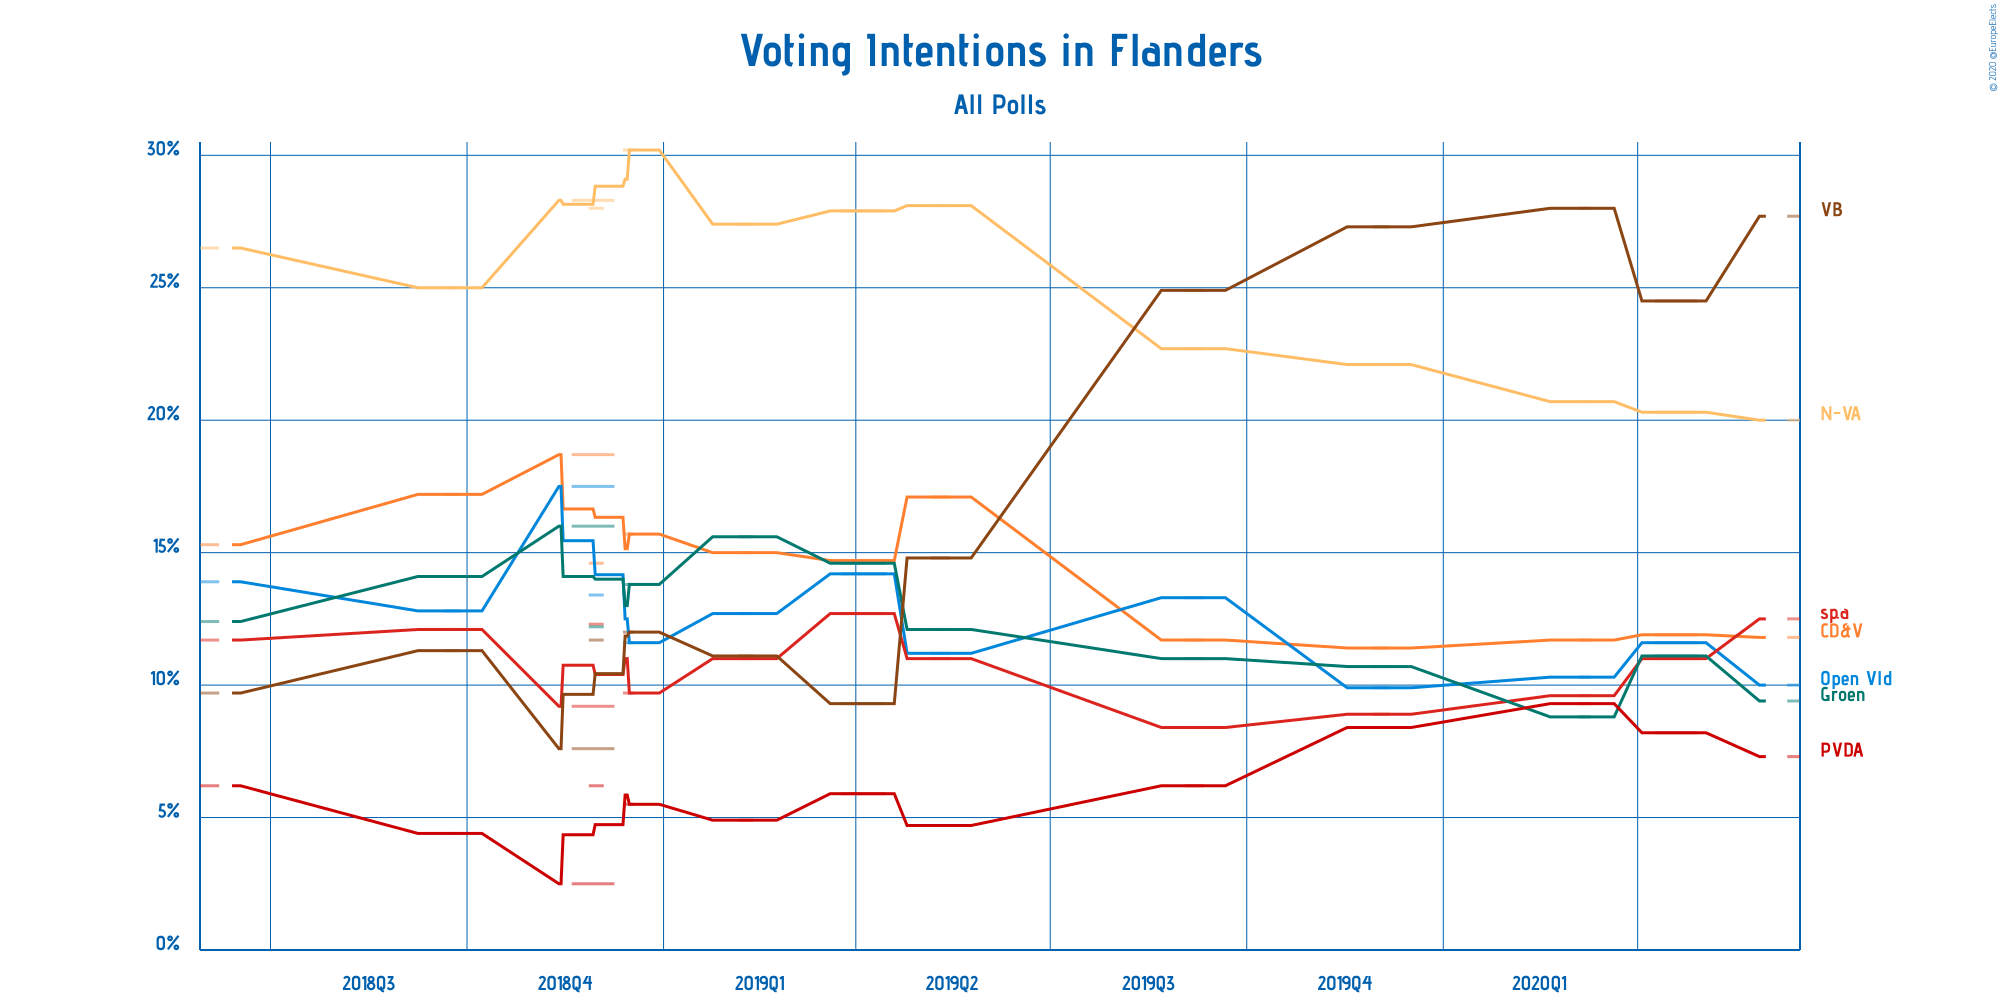 Voting Intentions in Flanders
All Polls
© 2020 @EuropeElects
30%
25%
20%
15%
10%
5%
0%
VB
N-VA
spa
CD&V
Open Vld
Groen
PVDA
2018Q3
2018Q4
2019Q1
2019Q2
2019Q3
2019Q4
2020Q1